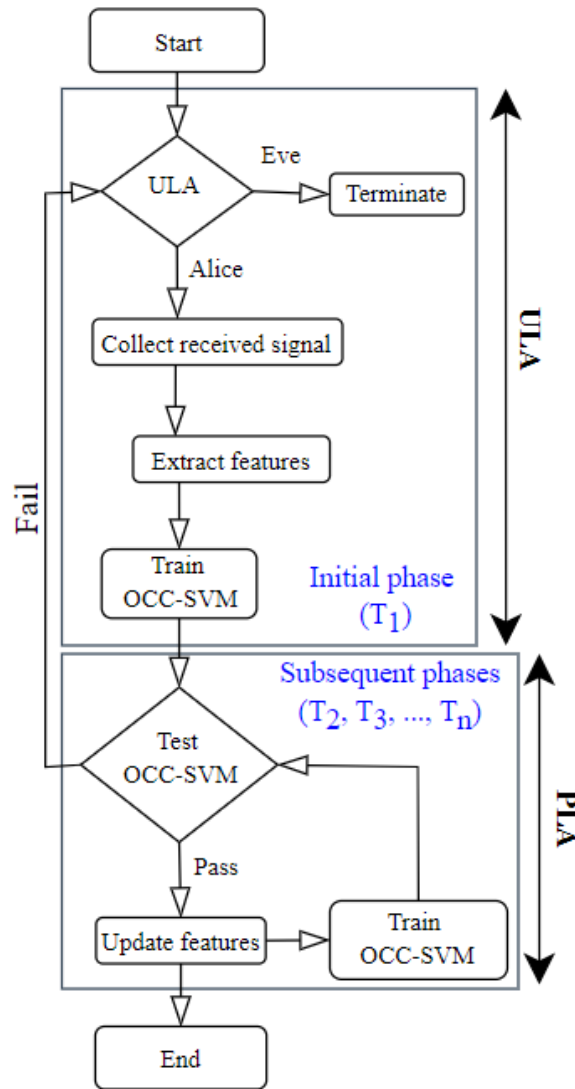 Start
Eve
ULA
Terminate
Alice
Collect received signal
ULA
Extract features
Fail
Train
OCC-SVM
Initial phase
(T1)
Subsequent phases
(T2, T3, ..., Tn)
Test
OCC-SVM
PLA
Pass
Update features
Train
OCC-SVM
End